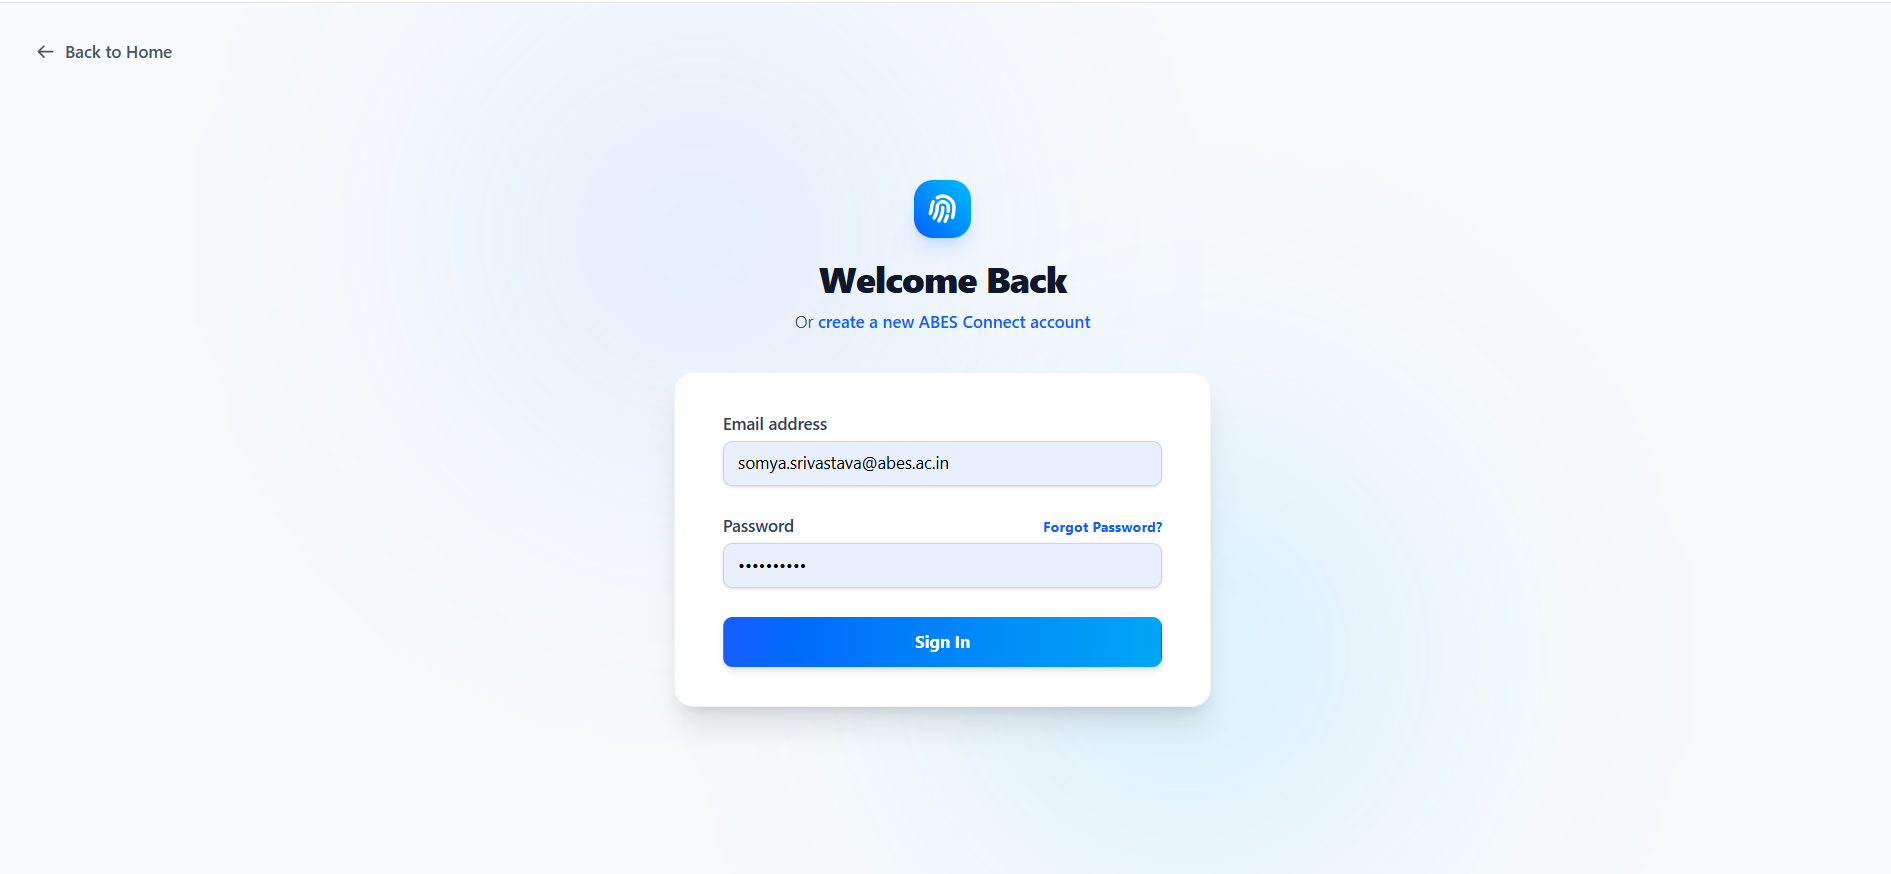 Back to Home
Welcome Back
Or create a new ABES Connect account
Email address
somya.srivastava@abes.ac.in
Password Forgot Password?
••••••••••
Sign In